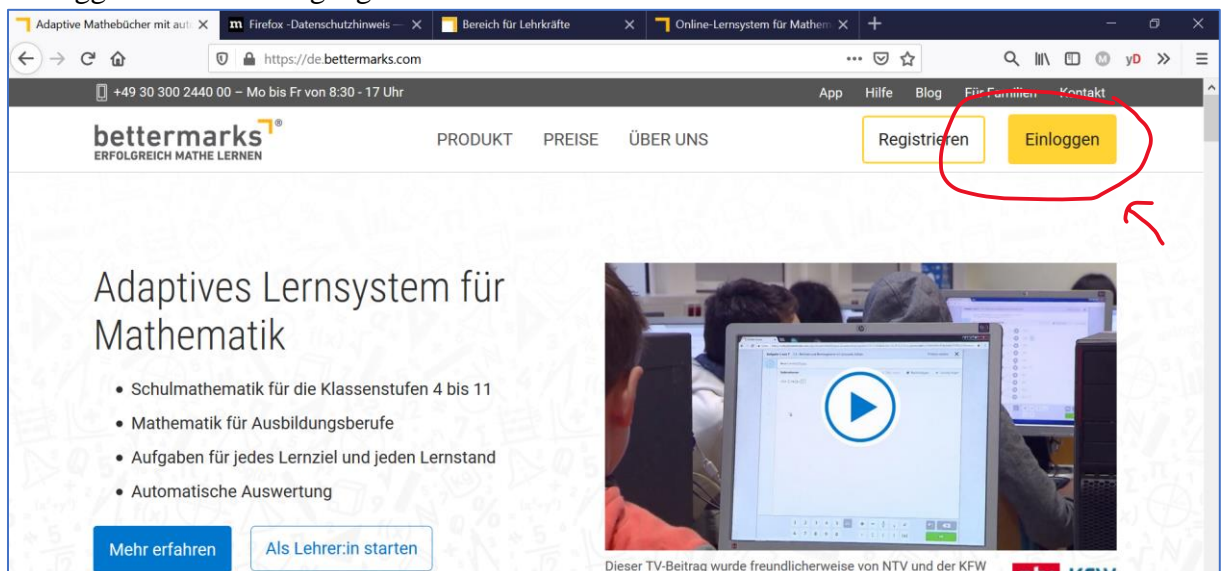 Adaptive Mathebücher mit aut
Firefox -Datenschutzhinweis —
Bereich für Lehrkräfte
Online-Lernsystem für Mathem
https://de.bettermarks.com
+49 30 300 2440 00 – Mo bis Fr von 8:30 - 17 Uhr
App Hilfe Blog Für Familien Kontakt
bettermarks®
ERFOLGREICH MATHE LERNEN
PRODUKT PREISE ÜBER UNS
Registrieren Einloggen
Adaptives Lernsystem für
Mathematik
• Schulmathematik für die Klassenstufen 4 bis 11
• Mathematik für Ausbildungsberufe
• Aufgaben für jedes Lernziel und jeden Lernstand
• Automatische Auswertung
Mehr erfahren Als Lehrer:in starten
Dieser TV-Beitrag wurde freundlicherweise von NTV und der KFW